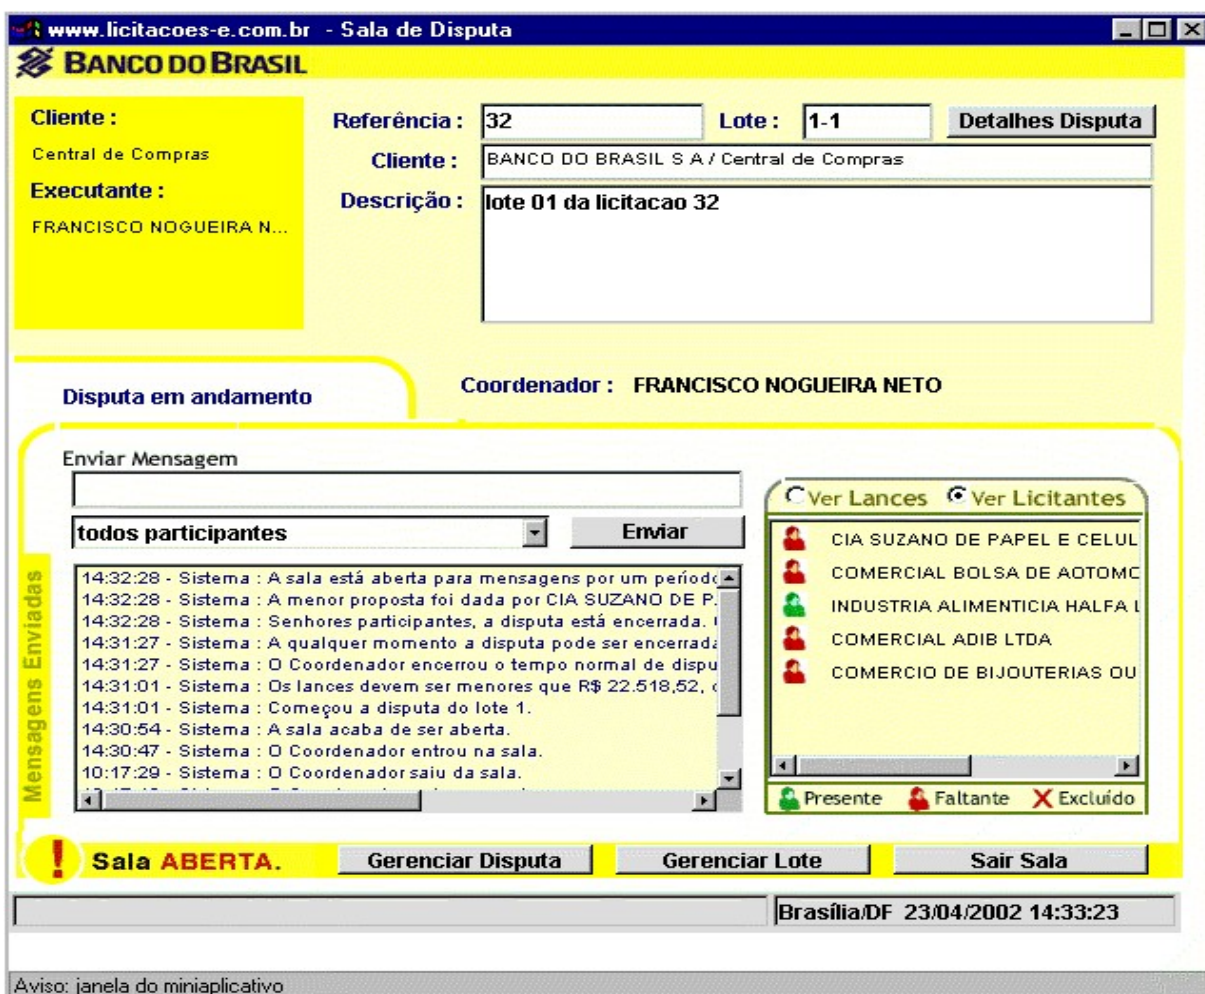 www.licitacoes-e.com.br - Sala de Disputa
BANCO DO BRASIL
Cliente :
Central de Compras
Executante :
FRANCISCO NOGUEIRA N...
Referência : 32 Lote : 1-1 Detalhes Disputa
Cliente : BANCO DO BRASIL S A / Central de Compras
Descrição : lote 01 da licitacao 32
Disputa em andamento
Coordenador : FRANCISCO NOGUEIRA NETO
Enviar Mensagem
todos participantes Enviar
Mensagens Enviadas
14:32:28 - Sistema : A sala está aberta para mensagens por um período
14:32:28 - Sistema : A menor proposta foi dada por CIA SUZANO DE P
14:32:28 - Sistema : Senhores participantes, a disputa está encerrada.
14:31:27 - Sistema : A qualquer momento a disputa pode ser encerrada
14:31:27 - Sistema : O Coordenador encerrou o tempo normal de dispu
14:31:01 - Sistema : Os lances devem ser menores que R$ 22.518,52,
14:31:01 - Sistema : Começou a disputa do lote 1.
14:30:54 - Sistema : A sala acaba de ser aberta.
14:30:47 - Sistema : O Coordenador entrou na sala.
10:17:29 - Sistema : O Coordenador saiu da sala.
Ver Lances Ver Licitantes
CIA SUZANO DE PAPEL E CELUL
COMERCIAL BOLSA DE AOTOMO
INDUSTRIA ALIMENTICIA HALFA L
COMERCIAL ADIB LTDA
COMERCIO DE BIJOUTERIAS OU
Presente Faltante Excluído
! Sala ABERTA. Gerenciar Disputa Gerenciar Lote Sair Sala
Brasília/DF 23/04/2002 14:33:23
Aviso: janela do miniaplicativo